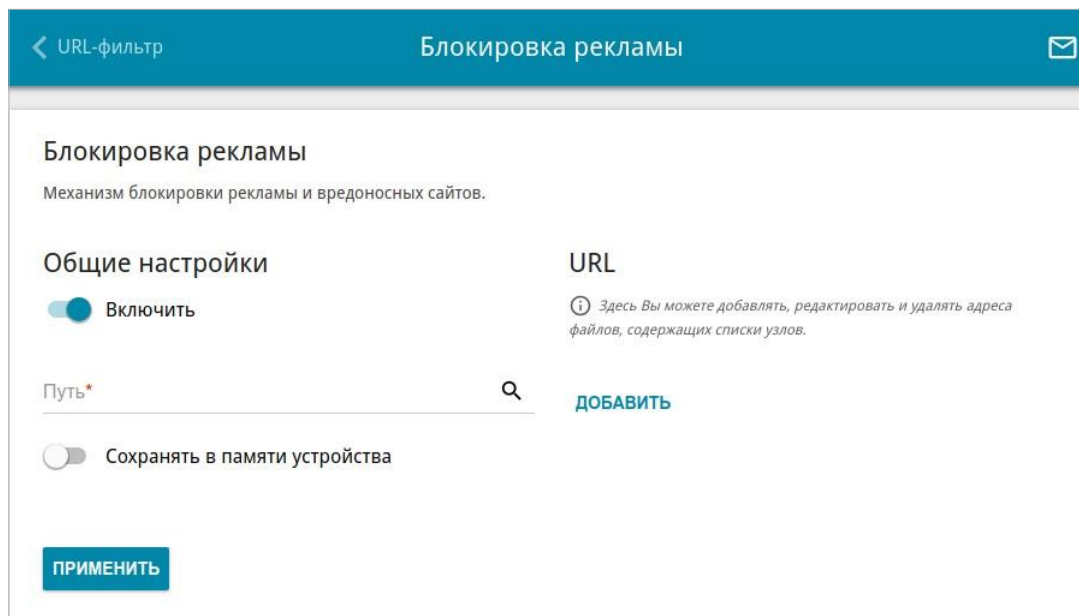 URL-фильтр
Блокировка рекламы
Блокировка рекламы
Механизм блокировки рекламы и вредоносных сайтов.
Общие настройки
Включить
Путь*
Сохранять в памяти устройства
ПРИМЕНИТЬ
URL
Здесь Вы можете добавлять, редактировать и удалять адреса
файлов, содержащих списки узлов.
ДОБАВИТЬ